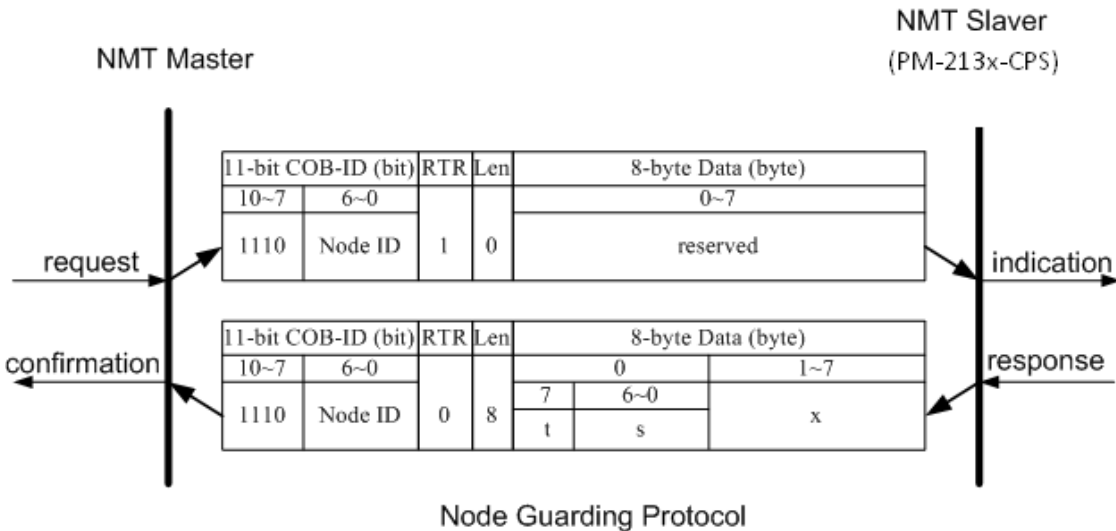 NMT Slaver
NMT Master
(PM-213x-CPS)
11-bit COB-ID (bit) RTR Len 8-byte Data (byte)
10~7 6~0 0~7
1110 Node ID 1 0 reserved
request
indication
11-bit COB-ID (bit) RTR Len 8-byte Data (byte)
confirmation
response
10~7 6~0 0 1~7
7 6~0
1110 Node ID 0 8 x
t s
Node Guarding Protocol